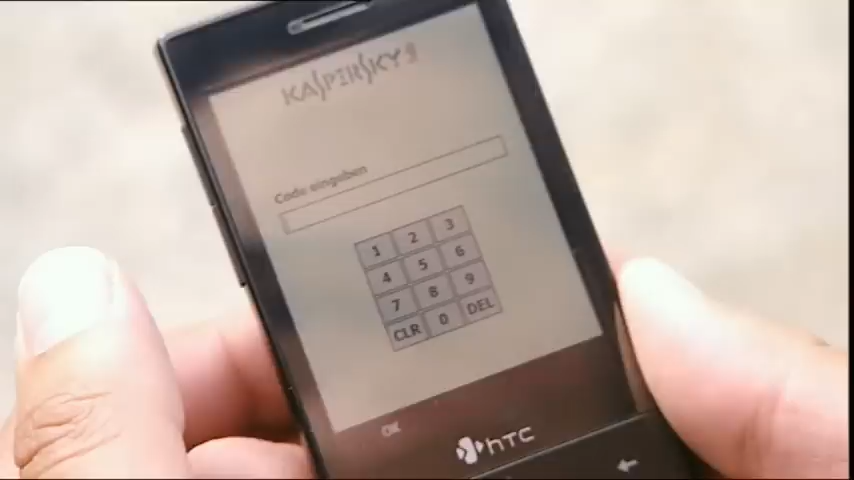 KASPERSKY
Code eingeben
1 2 3
4 5 6
7 8 9
CLR 0 DEL
OK
hTC